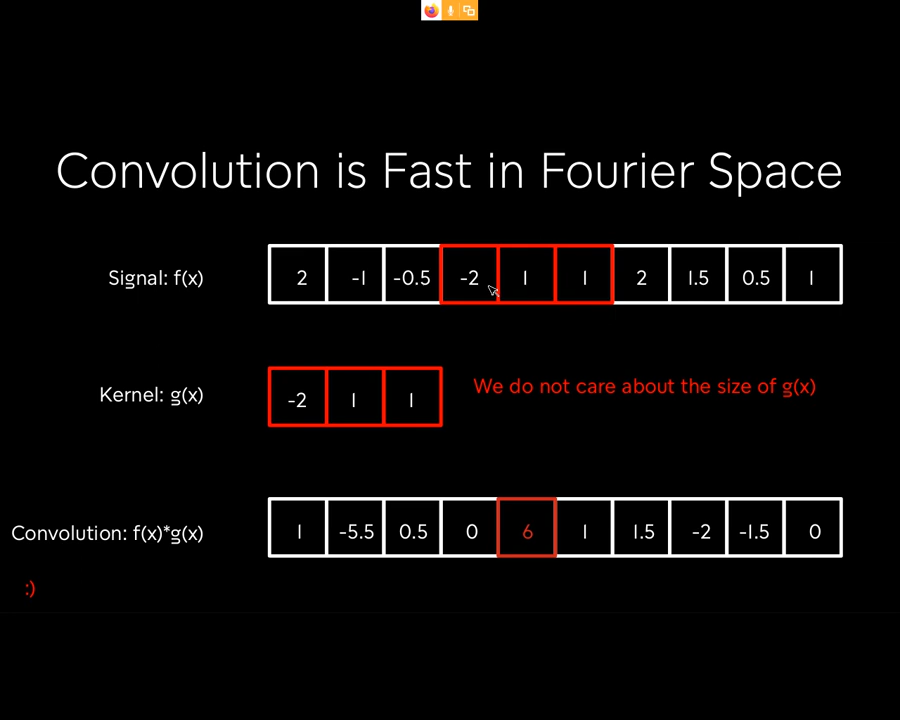 Convolution is Fast in Fourier Space
Signal: f(x) 2 -1 -0.5 -2 1 1 2 1.5 0.5 1
Kernel: g(x) -2 1 1 We do not care about the size of g(x)
Convolution: f(x)*g(x) 1 -5.5 0.5 0 6 1 1.5 -2 -1.5 0
:)